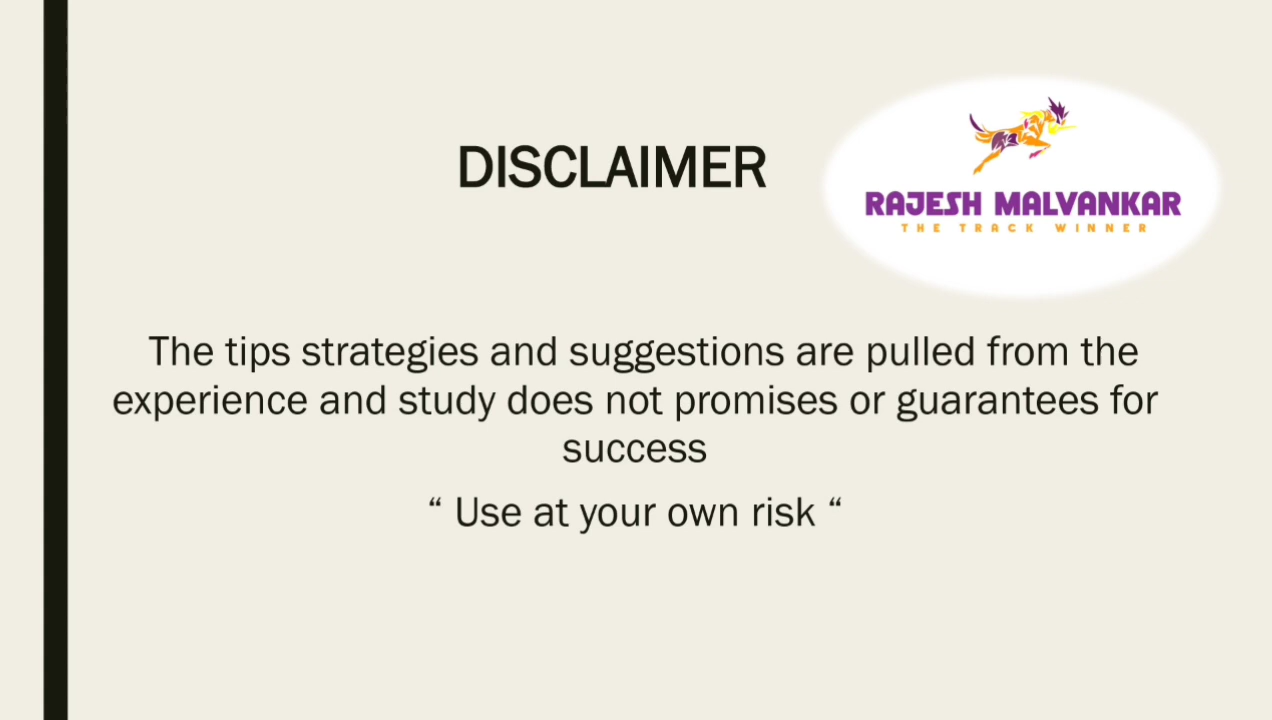 DISCLAIMER
RAJESH MALVANKAR
THE TRACK WINNER
The tips strategies and suggestions are pulled from the
experience and study does not promises or guarantees for
success
“ Use at your own risk “